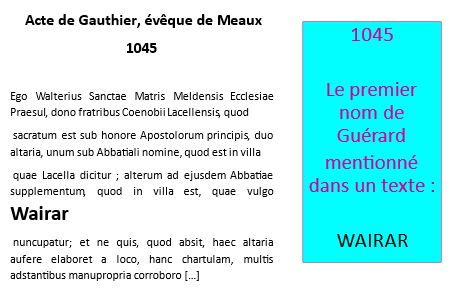 Acte de Gauthier, évêque de Meaux
1045
Ego Walterius Sanctae Matris Meldensis Ecclesiae
Praesul, dono fratribus Coenobii Lacellensis, quod
sacratum est sub honore Apostolorum principis, duo
altaria, unum sub Abbatiali nomine, quod est in villa
quae Lacella dicitur ; alterum ad ejusdem Abbatiae
supplementum, quod in villa est, quae vulgo
Wairar
nuncupatur; et ne quis, quod absit, haec altaria
aufere elaboret a loco, hanc chartulam, multis
adstantibus manupropria corroboro [...]
1045
Le premier
nom de
Guérard
mentionné
dans un texte :
WAIRAR